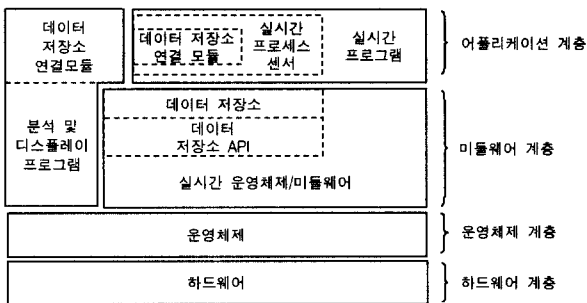 데이터
저장소
연결모듈
데이터 저장소
연결 모듈
실시간
프로세스
센서
실시간
프로그램
어플리케이션 계층
분석 및
디스플레이
프로그램
데이터 저장소
데이터
저장소 API
실시간 운영체제/미들웨어
미들웨어 계층
운영체제
운영체제 계층
하드웨어
하드웨어 계층